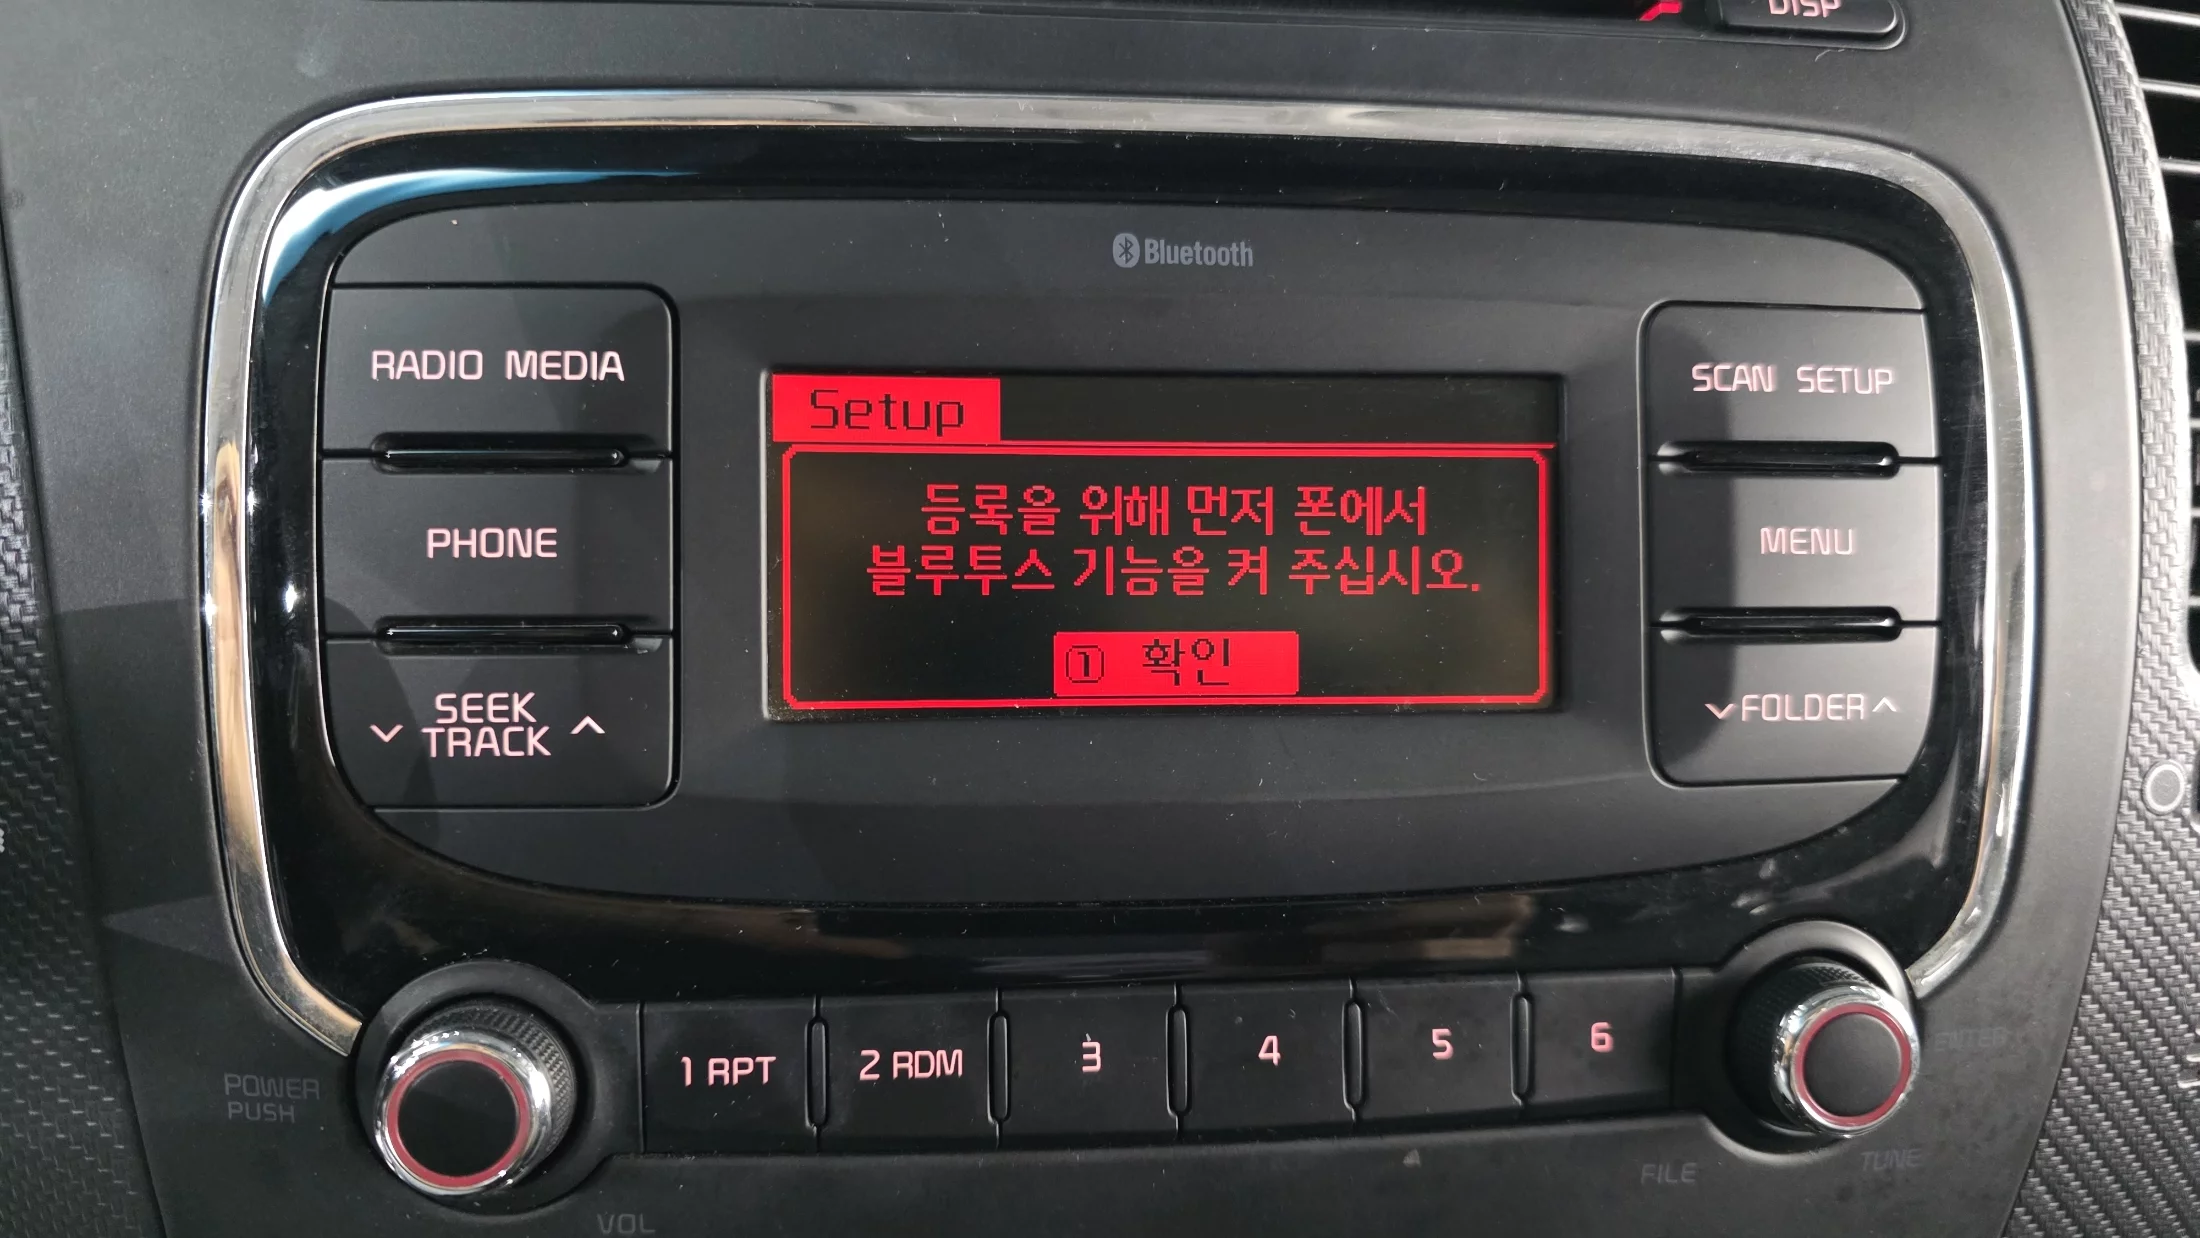 DISP
Bluetooth
RADIO MEDIA
PHONE
SEEK
TRACK
SCAN SETUP
MENU
FOLDER
Setup
등록을 위해 먼저 폰에서
블루투스 기능을 켜 주십시오.
① 확인
POWER
PUSH
VOL
1 RPT
2 RDM
3
4
5
6
ENTER
FILE
TUNE